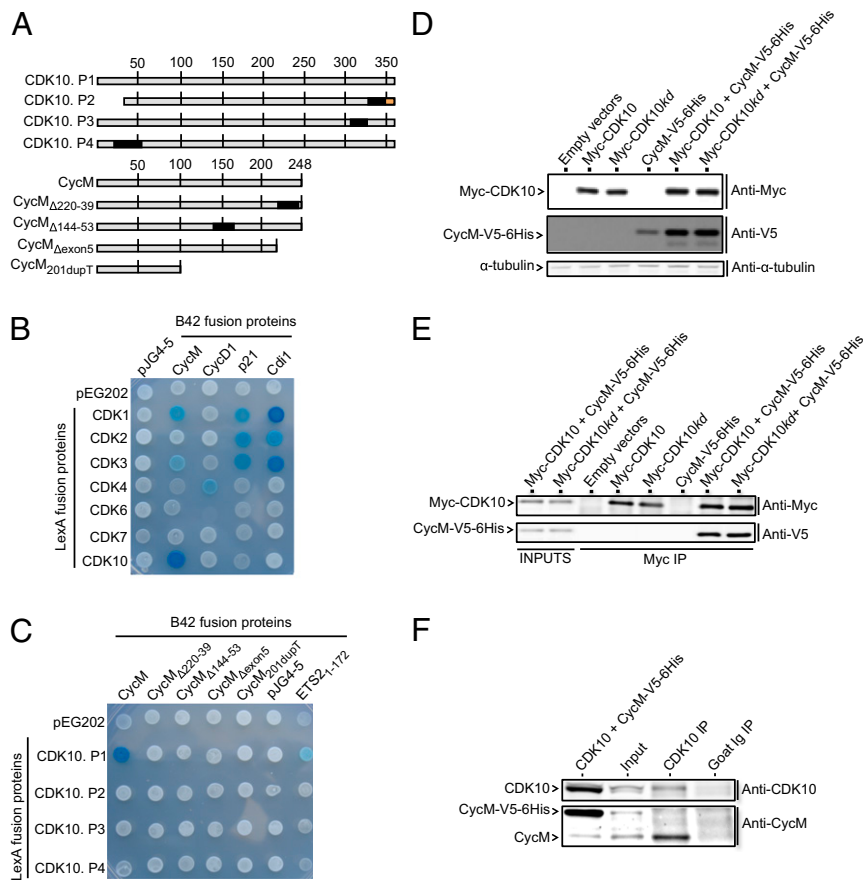 A
50 100 150 200 250 300 350
CDK10. P1
CDK10. P2
CDK10. P3
CDK10. P4
50 100 150 200 248
CycM
CycMΔ220-39
CycMΔ144-53
CycMΔexon5
CycM201dupT
B
B42 fusion proteins
pJG4-5 CycM CycD1 p21 Cdi1
LexA fusion proteins
pEG202
CDK1
CDK2
CDK3
CDK4
CDK6
CDK7
CDK10
C
B42 fusion proteins
CycM CycMΔ220-39 CycMΔ144-53 CycMΔexon5 CycM201dupT pJG4-5 ETS21-172
LexA fusion proteins
pEG202
CDK10. P1
CDK10. P2
CDK10. P3
CDK10. P4
D
Empty vectors
Myc-CDK10
Myc-CDK10kd
CycM-V5-6His
Myc-CDK10 + CycM-V5-6His
Myc-CDK10kd + CycM-V5-6His
Myc-CDK10> Anti-Myc
CycM-V5-6His> Anti-V5
α-tubulin> Anti-α-tubulin
E
Myc-CDK10 + CycM-V5-6His
Myc-CDK10kd + CycM-V5-6His
Empty vectors
Myc-CDK10
Myc-CDK10kd
CycM-V5-6His
Myc-CDK10 + CycM-V5-6His
Myc-CDK10kd+ CycM-V5-6His
Myc-CDK10> Anti-Myc
CycM-V5-6His> Anti-V5
INPUTS Myc IP
F
CDK10 + CycM-V5-6His
Input
CDK10 IP
Goat Ig IP
CDK10> Anti-CDK10
CycM-V5-6His> Anti-CycM
CycM>